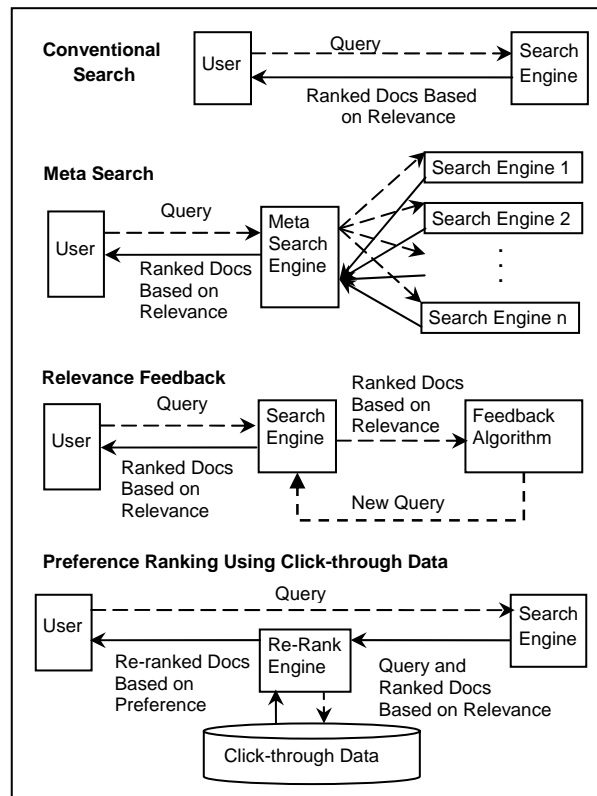 Conventional
Search
User
Query
Search
Engine
Ranked Docs Based
on Relevance
Meta Search
User
Query
Ranked Docs
Based on
Relevance
Meta
Search
Engine
Search Engine 1
Search Engine 2
.
.
.
Search Engine n
Relevance Feedback
User
Query
Ranked Docs
Based on
Relevance
Search
Engine
Ranked Docs
Based on
Relevance
Feedback
Algorithm
New Query
Preference Ranking Using Click-through Data
User
Query
Search
Engine
Re-Rank
Engine
Re-ranked Docs
Based on
Preference
Query and
Ranked Docs
Based on Relevance
Click-through Data